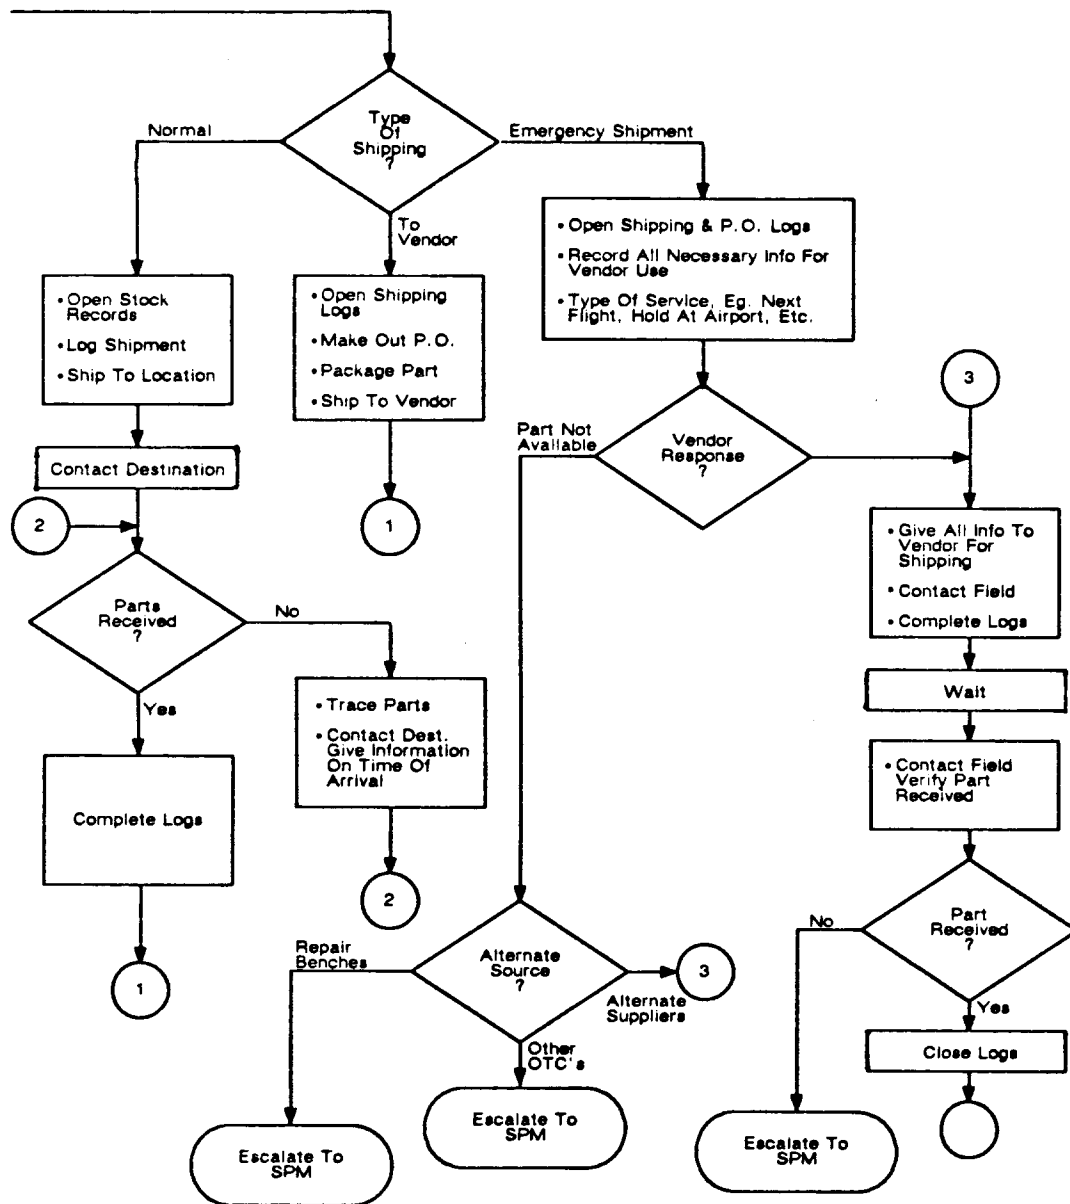 Type
Of
Shipping
?
Normal
Emergency Shipment
To
Vendor
• Open Stock
Records
• Log Shipment
• Ship To Location
• Open Shipping
Logs
• Make Out P.O.
• Package Part
• Ship To Vendor
• Open Shipping & P.O. Logs
• Record All Necessary Info For
Vendor Use
• Type Of Service, Eg. Next
Flight, Hold At Airport, Etc.
3
Contact Destination
Part Not
Available
Vendor
Response
?
2
1
• Give All Info To
Vendor For
Shipping
• Contact Field
• Complete Logs
Parts
Received
?
No
Yes
• Trace Parts
• Contact Dest.
Give Information
On Time Of
Arrival
Wait
• Contact Field
Verify Part
Received
Complete Logs
2
1
Repair
Benches
Alternate
Source
?
3
Alternate
Suppliers
Other
OTC's
No
Part
Received
?
Yes
Close Logs
Escalate To
SPM
Escalate To
SPM
Escalate To
SPM